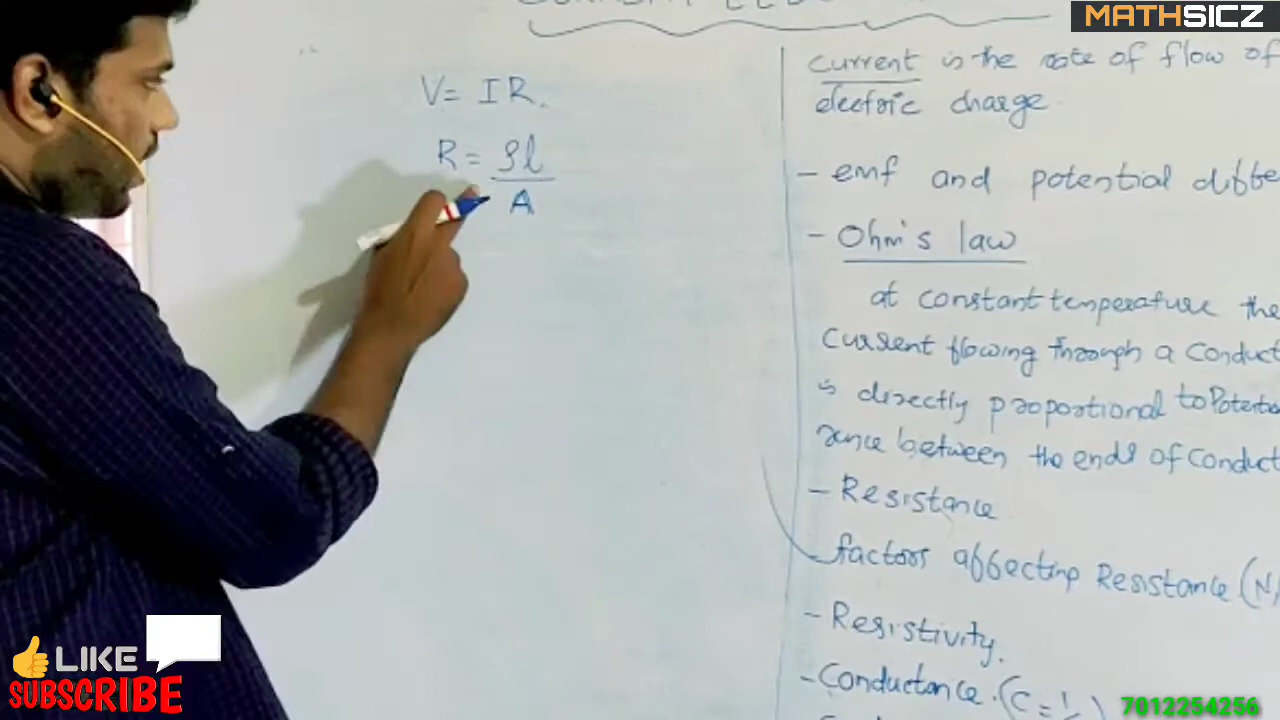 MATHSICZ
V = IR.
R = ρl
A
current is the rate of flow of
electric charge
- emf and potential diffe
- Ohm's law
at constant temperature the
current flowing through a conduct
is directly proportional to Potentia
rence between the ends of conduct
- Resistance
factors affecting Resistance (N/
- Resistivity.
- Conductance. (C = 1/
LIKE
SUBSCRIBE
7012254256